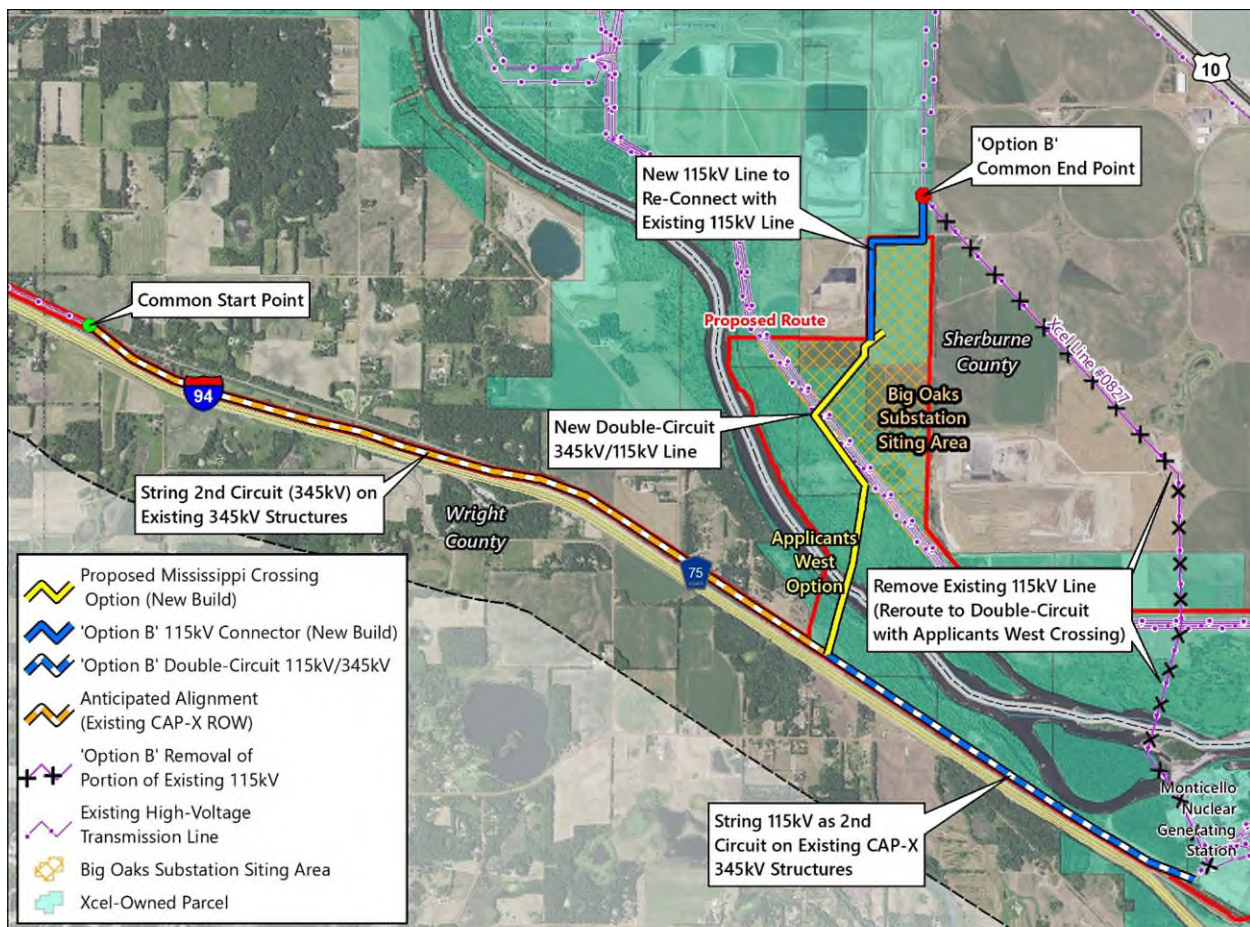 10
'Option B'
Common End Point
New 115kV Line to
Re-Connect with
Existing 115kV Line
Common Start Point
Proposed Route
Sherburne
County
Xcel Line #0827
94
Big Oaks
Substation
Siting Area
New Double-Circuit
345kV/115kV Line
String 2nd Circuit (345kV) on
Existing 345kV Structures
Wright
County
Applicants
West
Option
75
Remove Existing 115kV Line
(Reroute to Double-Circuit
with Applicants West Crossing)
Monticello
Nuclear
Generating
Station
String 115kV as 2nd
Circuit on Existing CAP-X
345kV Structures
Proposed Mississippi Crossing
Option (New Build)
'Option B' 115kV Connector (New Build)
'Option B' Double-Circuit 115kV/345kV
Anticipated Alignment
(Existing CAP-X ROW)
'Option B' Removal of
Portion of Existing 115kV
Existing High-Voltage
Transmission Line
Big Oaks Substation Siting Area
Xcel-Owned Parcel